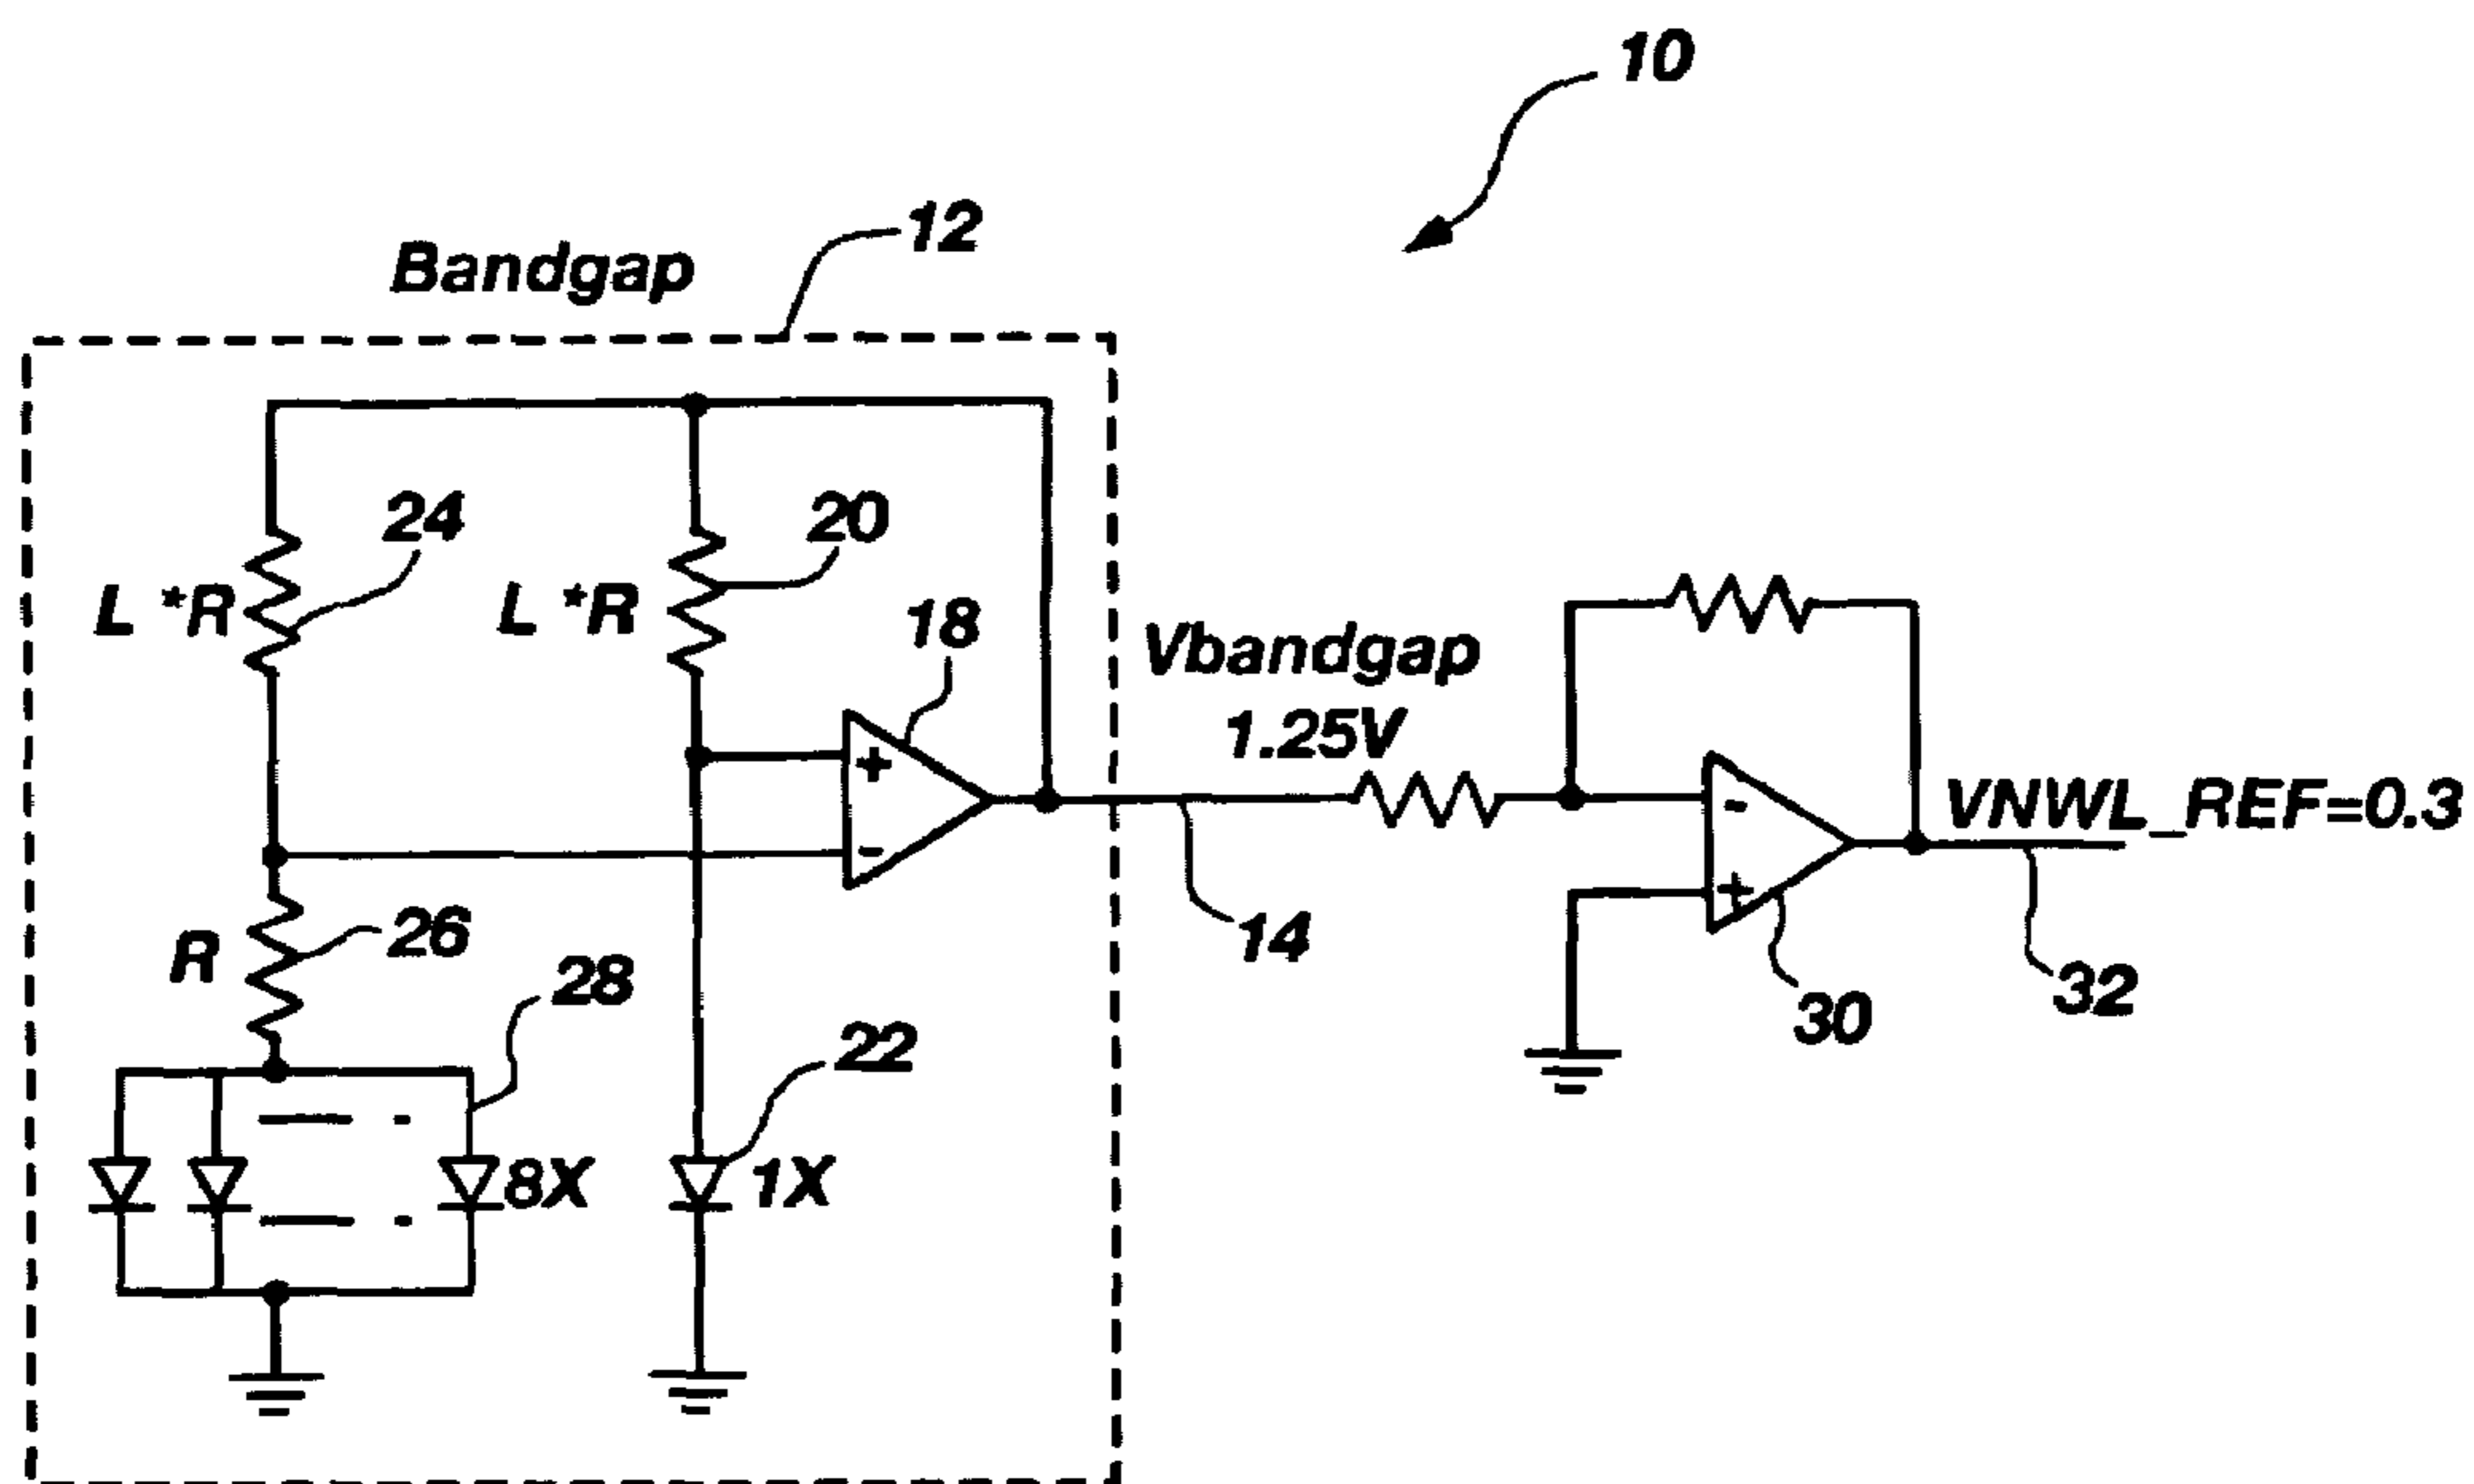 10
12
Bandgap
24
20
L *R
L *R
18
Vbandgap
1.25V
+
-
-
+
VNWL_REF=0.3
14
R
26
28
30
32
22
8X
1X